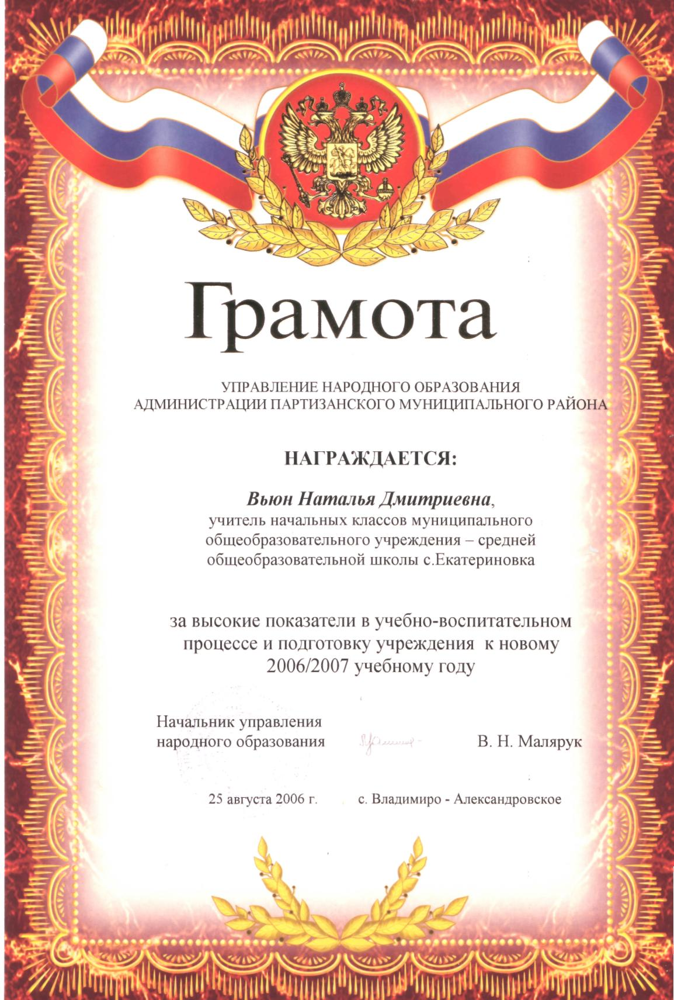 Грамота
УПРАВЛЕНИЕ НАРОДНОГО ОБРАЗОВАНИЯ
АДМИНИСТРАЦИИ ПАРТИЗАНСКОГО МУНИЦИПАЛЬНОГО РАЙОНА
НАГРАЖДАЕТСЯ:
Вьюн Наталья Дмитриевна,
учитель начальных классов муниципального
общеобразовательного учреждения – средней
общеобразовательной школы с.Екатериновка
за высокие показатели в учебно-воспитательном
процессе и подготовку учреждения к новому
2006/2007 учебному году
Начальник управления
народного образования
В. Н. Малярук
25 августа 2006 г.
с. Владимиро - Александровское